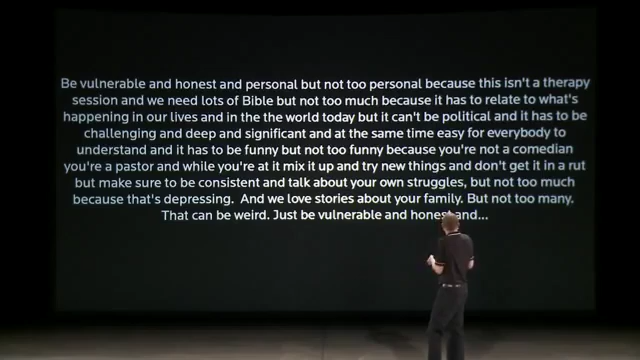 Be vulnerable and honest and personal but not too personal because this isn't a therapy
session and we need lots of Bible but not too much because it has to relate to what's
happening in our lives and in the the world today but it can't be political and it has to be
challenging and deep and significant and at the same time easy for everybody to
understand and it has to be funny but not too funny because you're not a comedian
you're a pastor and while you're at it mix it up and try new things and don't get it in a rut
but make sure to be consistent and talk about your own struggles, but not too much
because that's depressing. And we love stories about your family. But not too many.
That can be weird. Just be vulnerable and honest and...